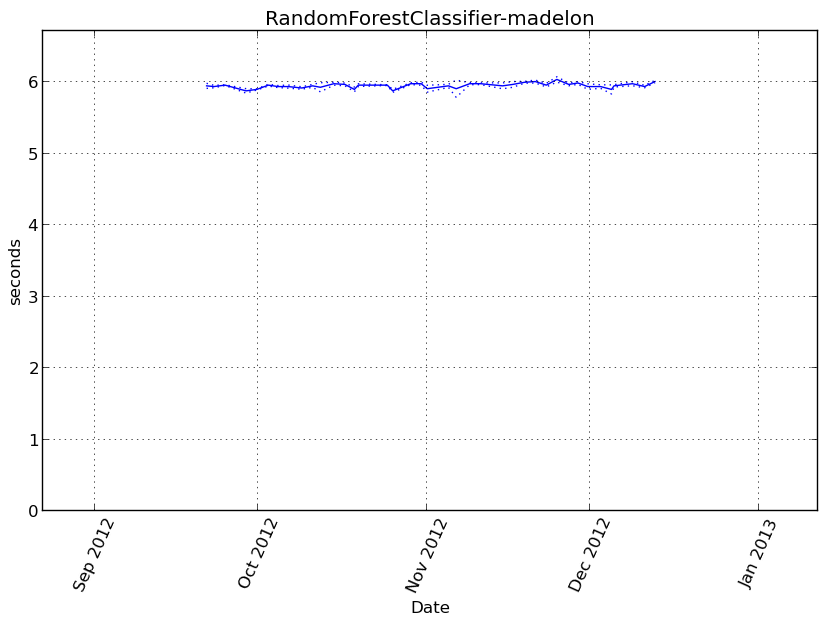 RandomForestClassifier-madelon
6
5
4
3
2
1
0
seconds
Sep 2012
Oct 2012
Nov 2012
Dec 2012
Jan 2013
Date